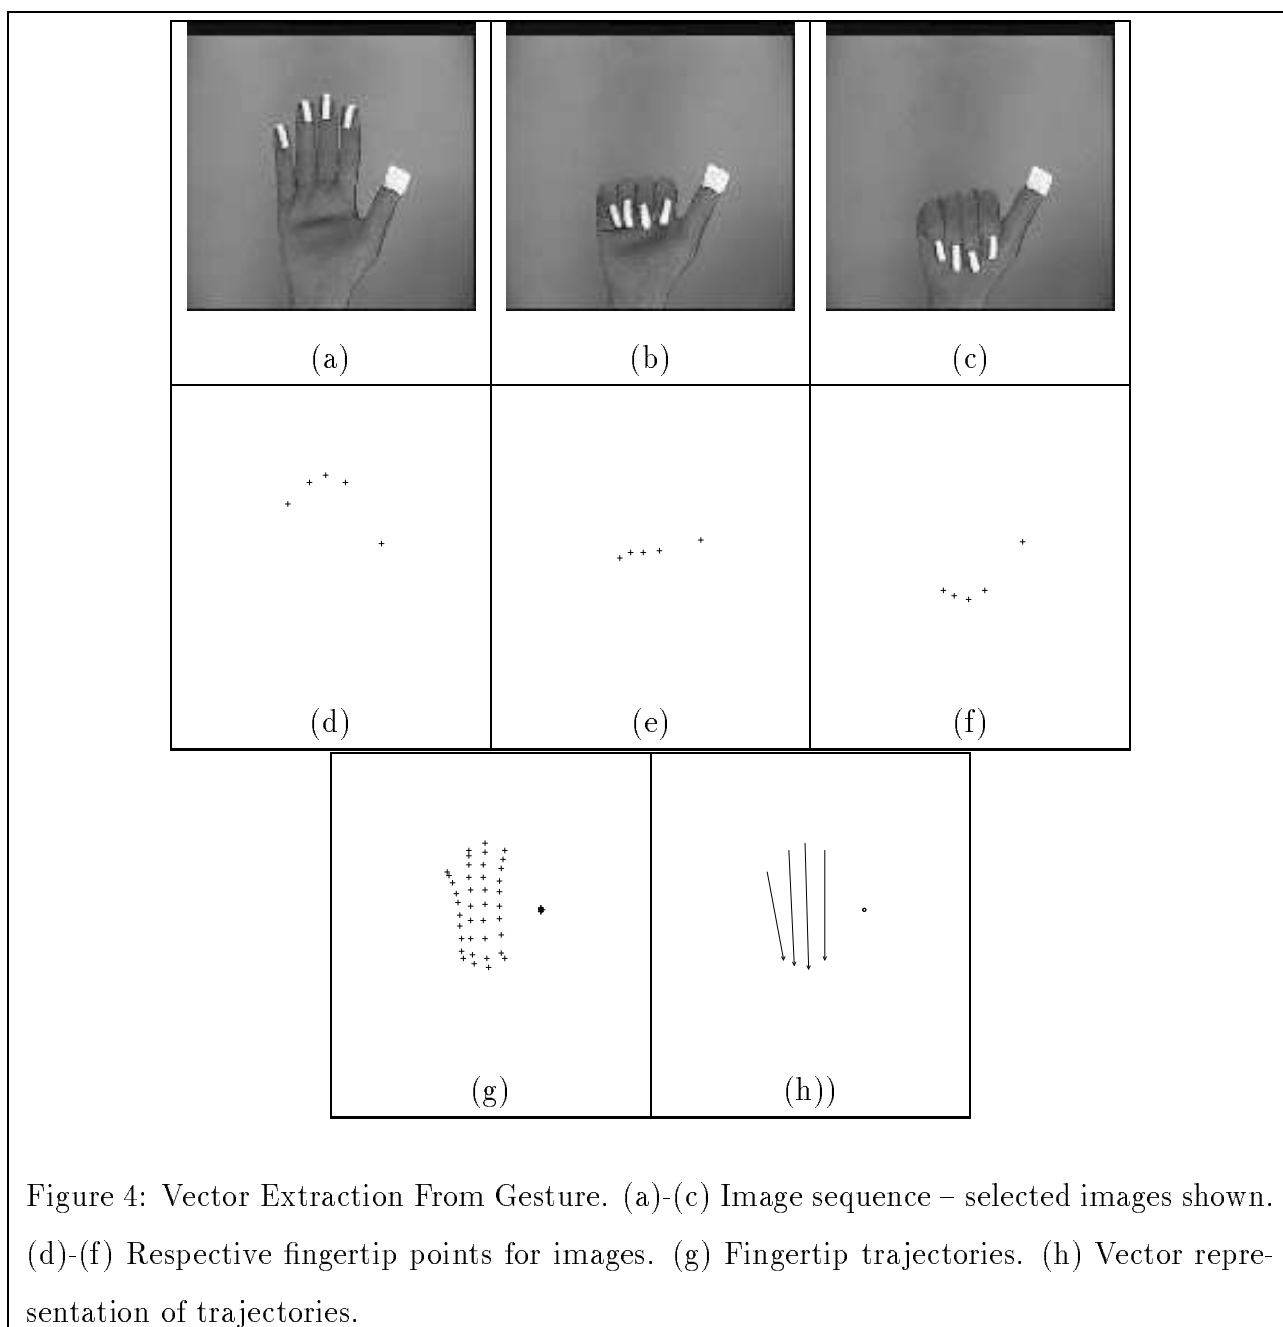 (a) (b) (c)
(d) (e) (f)
(g) (h))
Figure 4: Vector Extraction From Gesture. (a)-(c) Image sequence – selected images shown.
(d)-(f) Respective fingertip points for images. (g) Fingertip trajectories. (h) Vector repre-
sentation of trajectories.